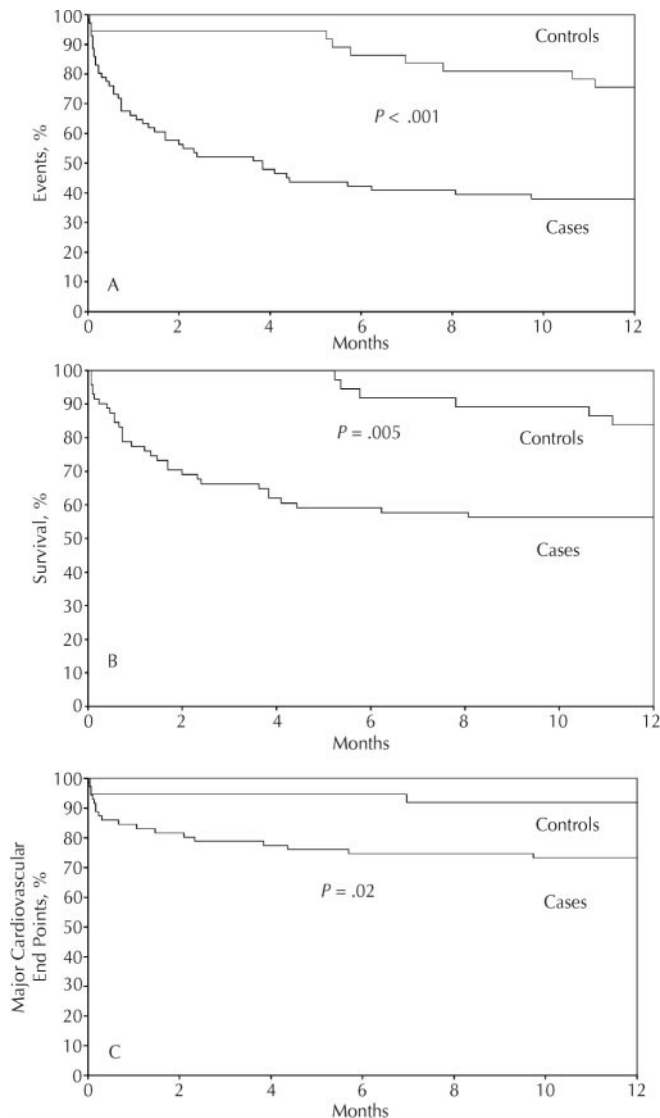 100
90
80
70
60
50
40
30
20
10
0
Events, %
Controls
P < .001
Cases
A
0 2 4 6 8 10 12
Months
100
90
80
70
60
50
40
30
20
10
0
Survival, %
P = .005
Controls
Cases
B
0 2 4 6 8 10 12
Months
100
90
80
70
60
50
40
30
20
10
0
Major Cardiovascular
End Points, %
Controls
P = .02
Cases
C
0 2 4 6 8 10 12
Months